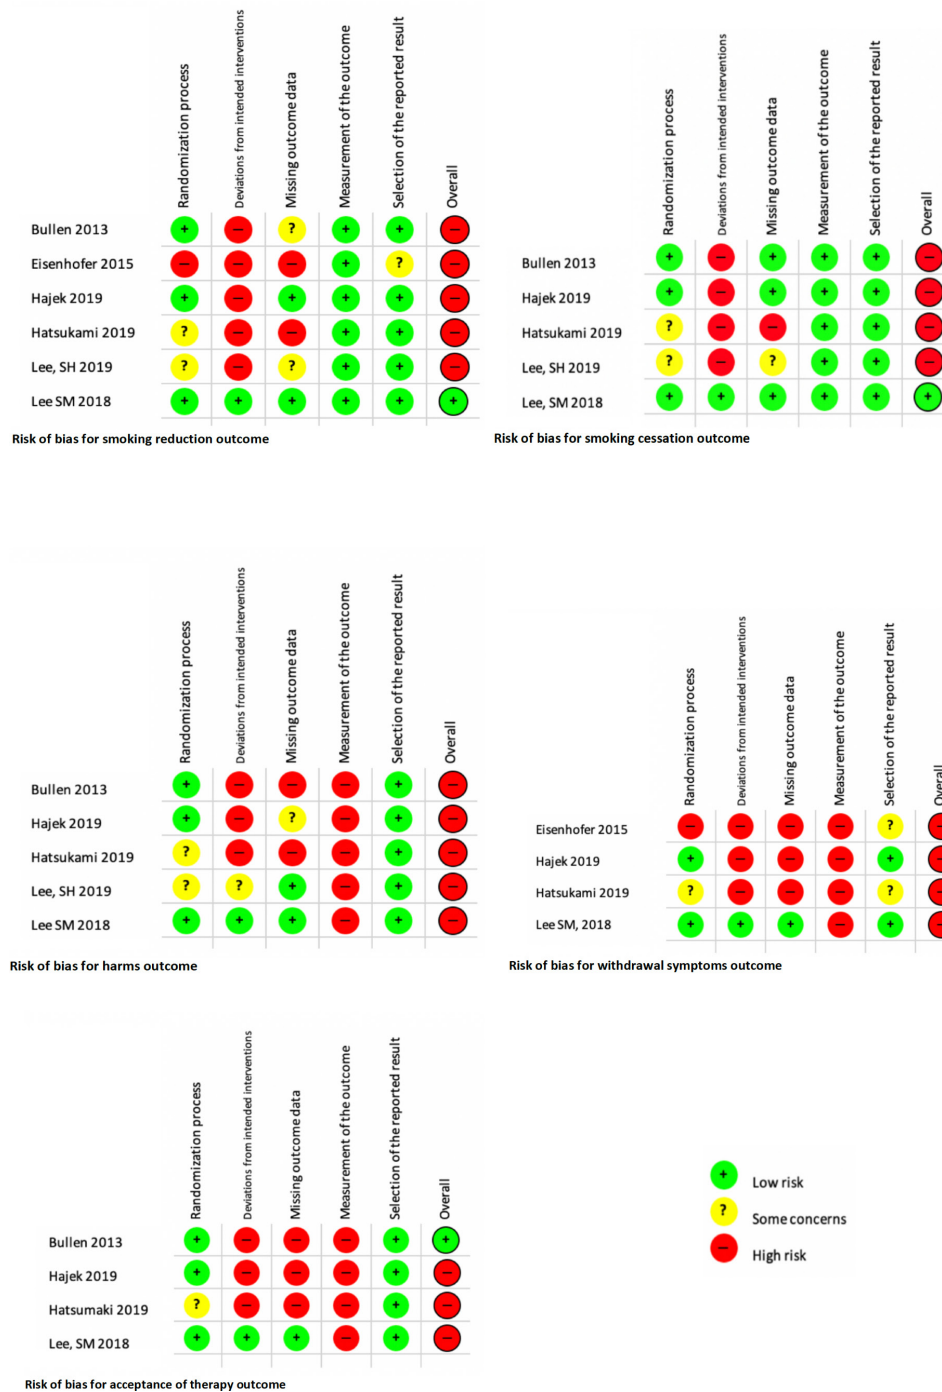 Randomization process
Deviations from intended interventions
Missing outcome data
Measurement of the outcome
Selection of the reported result
Overall
Bullen 2013 + − ? + + −
Eisenhofer 2015 − − − + ? −
Hajek 2019 + − + + + −
Hatsukami 2019 ? − − + + −
Lee, SH 2019 ? − ? + + −
Lee SM 2018 + + + + + +
Risk of bias for smoking reduction outcome
Randomization process
Deviations from intended interventions
Missing outcome data
Measurement of the outcome
Selection of the reported result
Overall
Bullen 2013 + − + + + −
Hajek 2019 + − + + + −
Hatsukami 2019 ? − − + + −
Lee, SH 2019 ? − ? + + −
Lee, SM 2018 + + + + + +
Risk of bias for smoking cessation outcome
Randomization process
Deviations from intended interventions
Missing outcome data
Measurement of the outcome
Selection of the reported result
Overall
Bullen 2013 + − − − + −
Hajek 2019 + − ? − + −
Hatsukami 2019 ? − − − + −
Lee, SH 2019 ? ? + − + −
Lee SM 2018 + + + − + −
Risk of bias for harms outcome
Randomization process
Deviations from intended interventions
Missing outcome data
Measurement of the outcome
Selection of the reported result
Overall
Eisenhofer 2015 − − − − ? −
Hajek 2019 + − − − + −
Hatsukami 2019 ? − − − ? −
Lee SM, 2018 + + + − + −
Risk of bias for withdrawal symptoms outcome
Randomization process
Deviations from intended interventions
Missing outcome data
Measurement of the outcome
Selection of the reported result
Overall
Bullen 2013 + − − − + +
Hajek 2019 + − − − + −
Hatsumaki 2019 ? − − − + −
Lee, SM 2018 + + + − + −
Risk of bias for acceptance of therapy outcome
+ Low risk
? Some concerns
− High risk